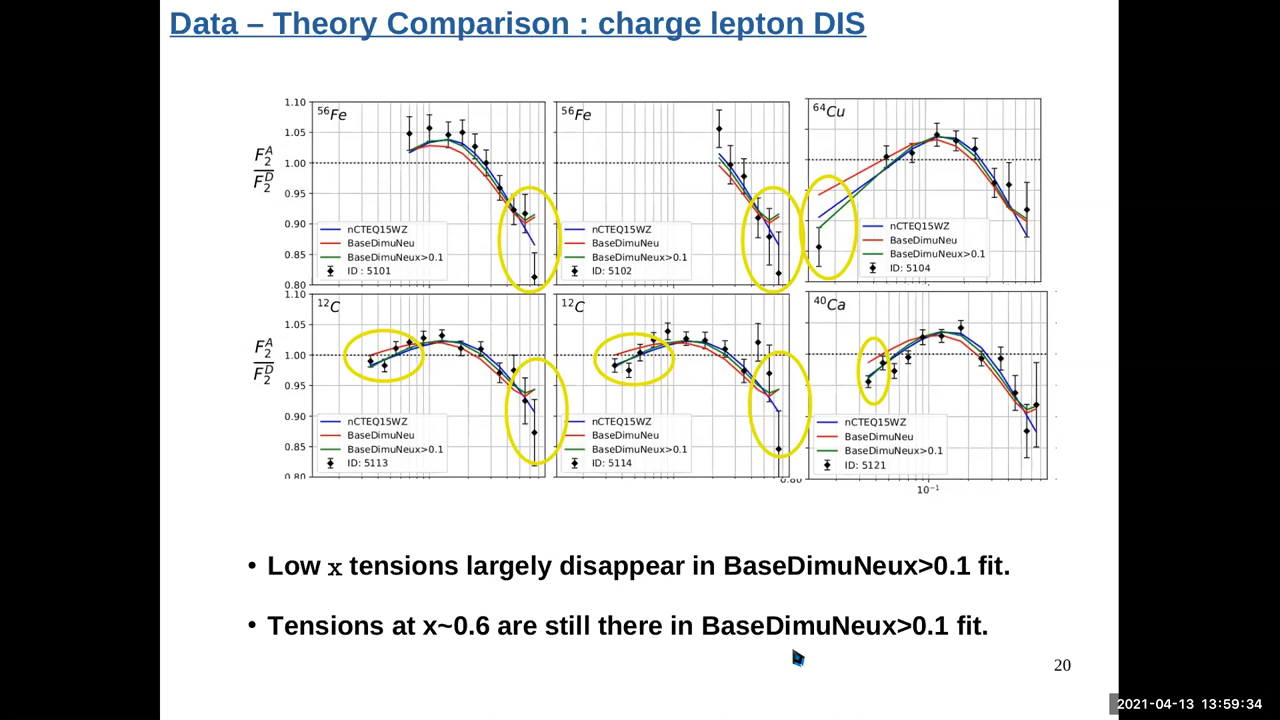 Data – Theory Comparison : charge lepton DIS
1.10
1.05
1.00
0.95
0.90
0.85
0.80
F₂ᴬ
F₂ᴰ
⁵⁶Fe
nCTEQ15WZ
BaseDimuNeu
BaseDimuNeux>0.1
ID : 5101
⁵⁶Fe
nCTEQ15WZ
BaseDimuNeu
BaseDimuNeux>0.1
ID: 5102
⁶⁴Cu
nCTEQ15WZ
BaseDimuNeu
BaseDimuNeux>0.1
ID: 5104
1.10
1.05
1.00
0.95
0.90
0.85
0.80
F₂ᴬ
F₂ᴰ
¹²C
nCTEQ15WZ
BaseDimuNeu
BaseDimuNeux>0.1
ID: 5113
¹²C
nCTEQ15WZ
BaseDimuNeu
BaseDimuNeux>0.1
ID: 5114
⁴⁰Ca
nCTEQ15WZ
BaseDimuNeu
BaseDimuNeux>0.1
ID: 5121
0.80
10⁻¹
• Low x tensions largely disappear in BaseDimuNeux>0.1 fit.
• Tensions at x~0.6 are still there in BaseDimuNeux>0.1 fit.
20
2021-04-13 13:59:34